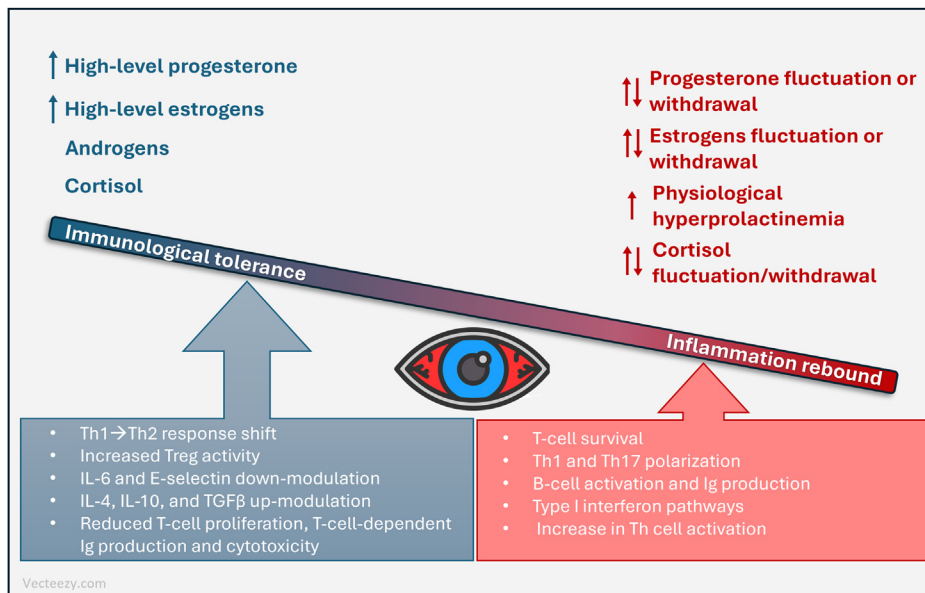 ↑ High-level progesterone
↑ High-level estrogens
Androgens
Cortisol
↑↓ Progesterone fluctuation or
withdrawal
↑↓ Estrogens fluctuation or
withdrawal
↑ Physiological
hyperprolactinemia
↑↓ Cortisol
fluctuation/withdrawal
Immunological tolerance
Inflammation rebound
• Th1→Th2 response shift
• Increased Treg activity
• IL-6 and E-selectin down-modulation
• IL-4, IL-10, and TGFβ up-modulation
• Reduced T-cell proliferation, T-cell-dependent
Ig production and cytotoxicity
• T-cell survival
• Th1 and Th17 polarization
• B-cell activation and Ig production
• Type I interferon pathways
• Increase in Th cell activation
Vecteezy.com